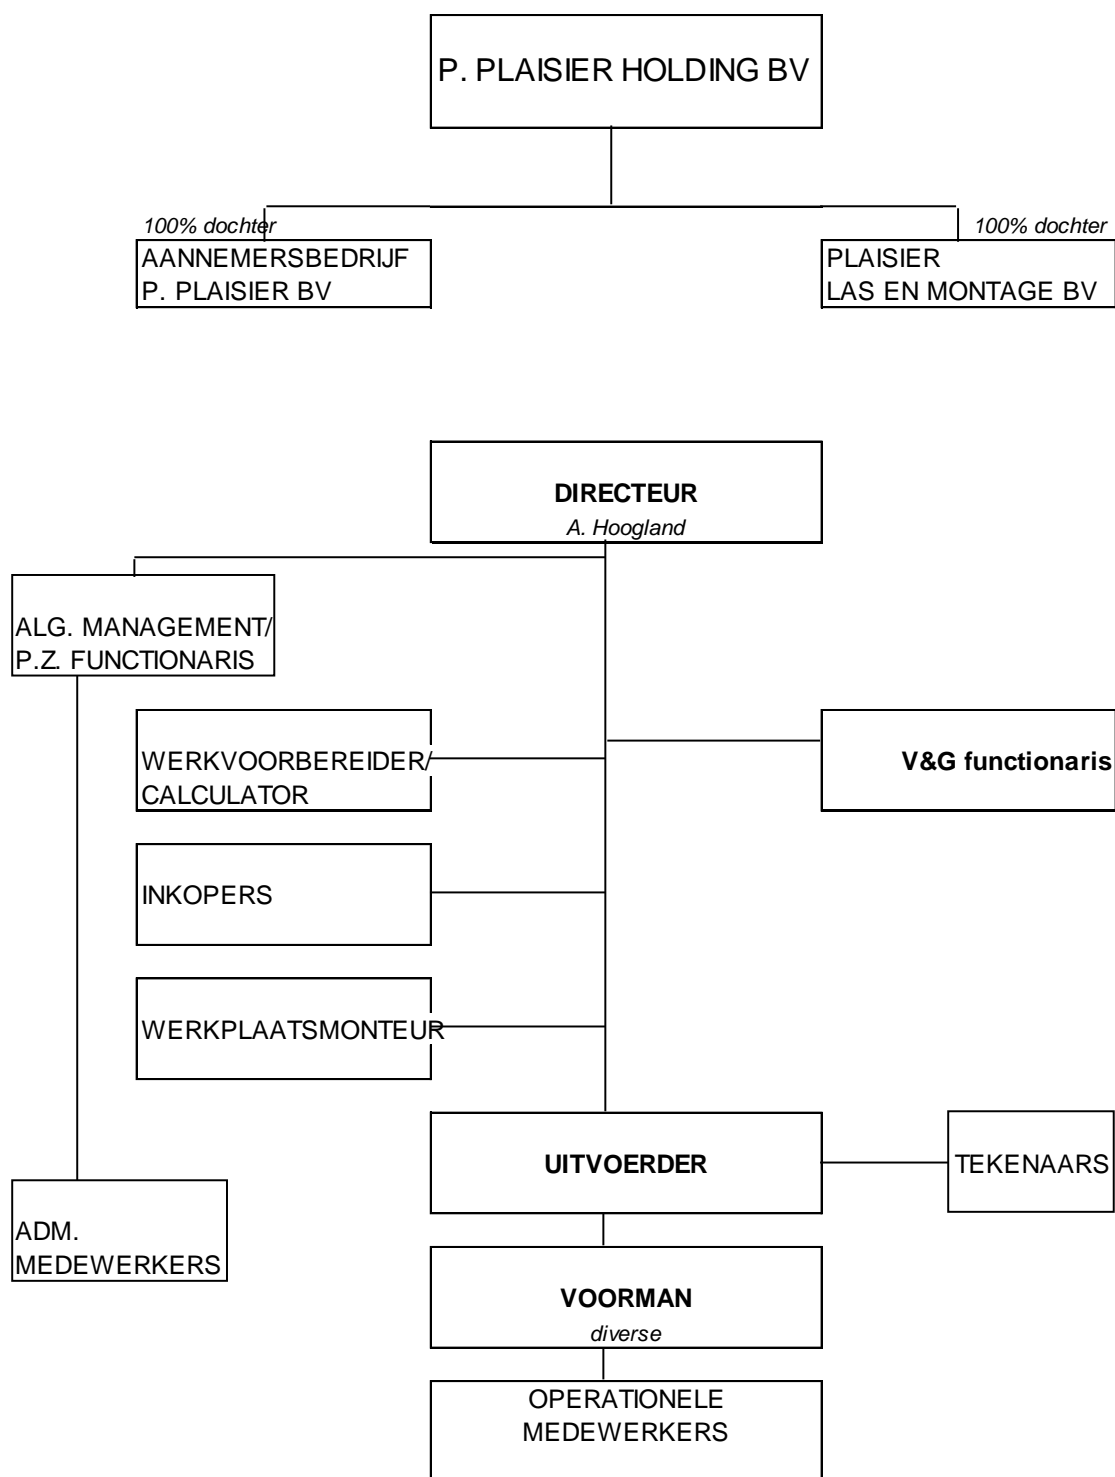 P. PLAISIER HOLDING BV
100% dochter
AANNEMERSBEDRIJF
P. PLAISIER BV
100% dochter
PLAISIER
LAS EN MONTAGE BV
DIRECTEUR
A. Hoogland
ALG. MANAGEMENT/
P.Z. FUNCTIONARIS
WERKVOORBEREIDER/
CALCULATOR
V&G functionaris
INKOPERS
WERKPLAATSMONTEUR
UITVOERDER
TEKENAARS
ADM.
MEDEWERKERS
VOORMAN
diverse
OPERATIONELE
MEDEWERKERS